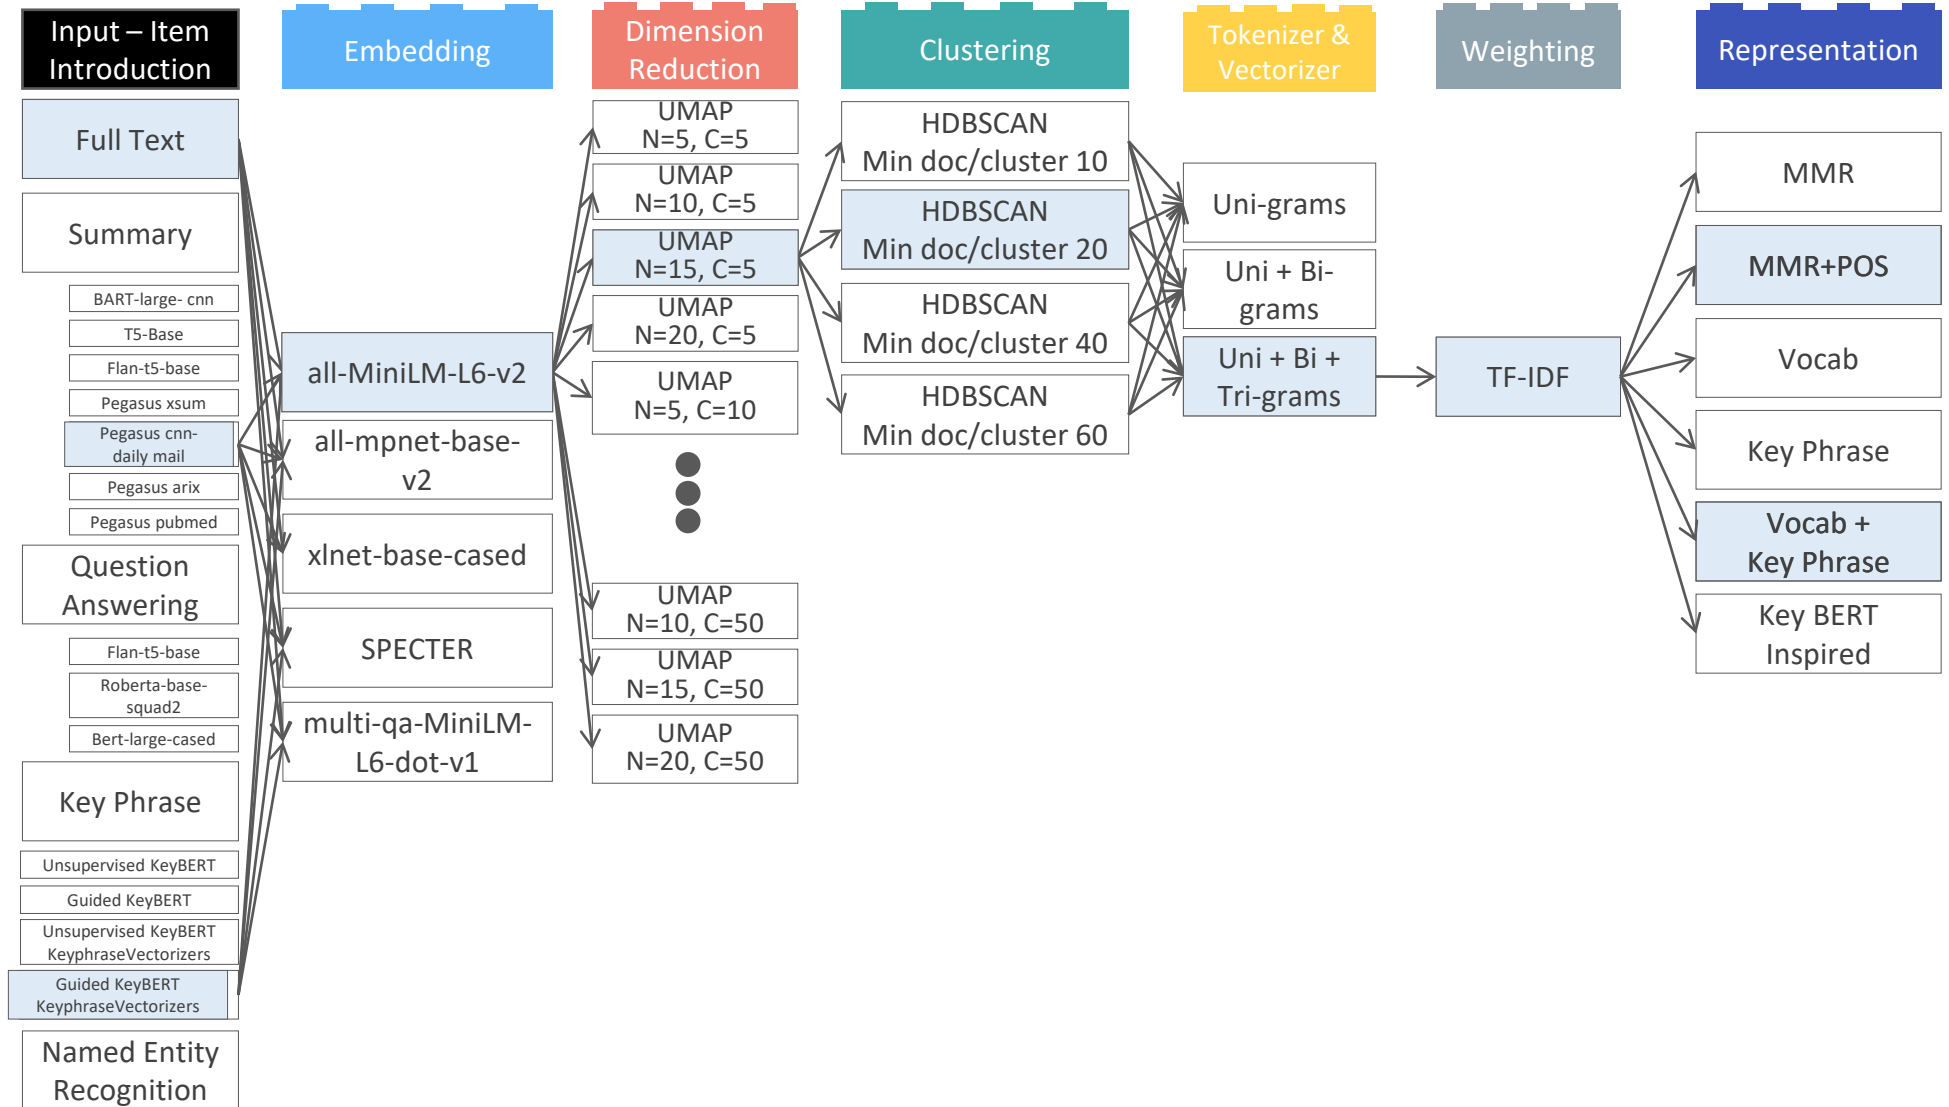 Input – Item
Introduction
Full Text
Summary
BART-large- cnn
T5-Base
Flan-t5-base
Pegasus xsum
Pegasus cnn-
daily mail
Pegasus arix
Pegasus pubmed
Question
Answering
Flan-t5-base
Roberta-base-
squad2
Bert-large-cased
Key Phrase
Unsupervised KeyBERT
Guided KeyBERT
Unsupervised KeyBERT
KeyphraseVectorizers
Guided KeyBERT
KeyphraseVectorizers
Named Entity
Recognition
Embedding
all-MiniLM-L6-v2
all-mpnet-base-
v2
xlnet-base-cased
SPECTER
multi-qa-MiniLM-
L6-dot-v1
Dimension
Reduction
UMAP
N=5, C=5
UMAP
N=10, C=5
UMAP
N=15, C=5
UMAP
N=20, C=5
UMAP
N=5, C=10
UMAP
N=10, C=50
UMAP
N=15, C=50
UMAP
N=20, C=50
Clustering
HDBSCAN
Min doc/cluster 10
HDBSCAN
Min doc/cluster 20
HDBSCAN
Min doc/cluster 40
HDBSCAN
Min doc/cluster 60
Tokenizer &
Vectorizer
Uni-grams
Uni + Bi-
grams
Uni + Bi +
Tri-grams
Weighting
TF-IDF
Representation
MMR
MMR+POS
Vocab
Key Phrase
Vocab +
Key Phrase
Key BERT
Inspired